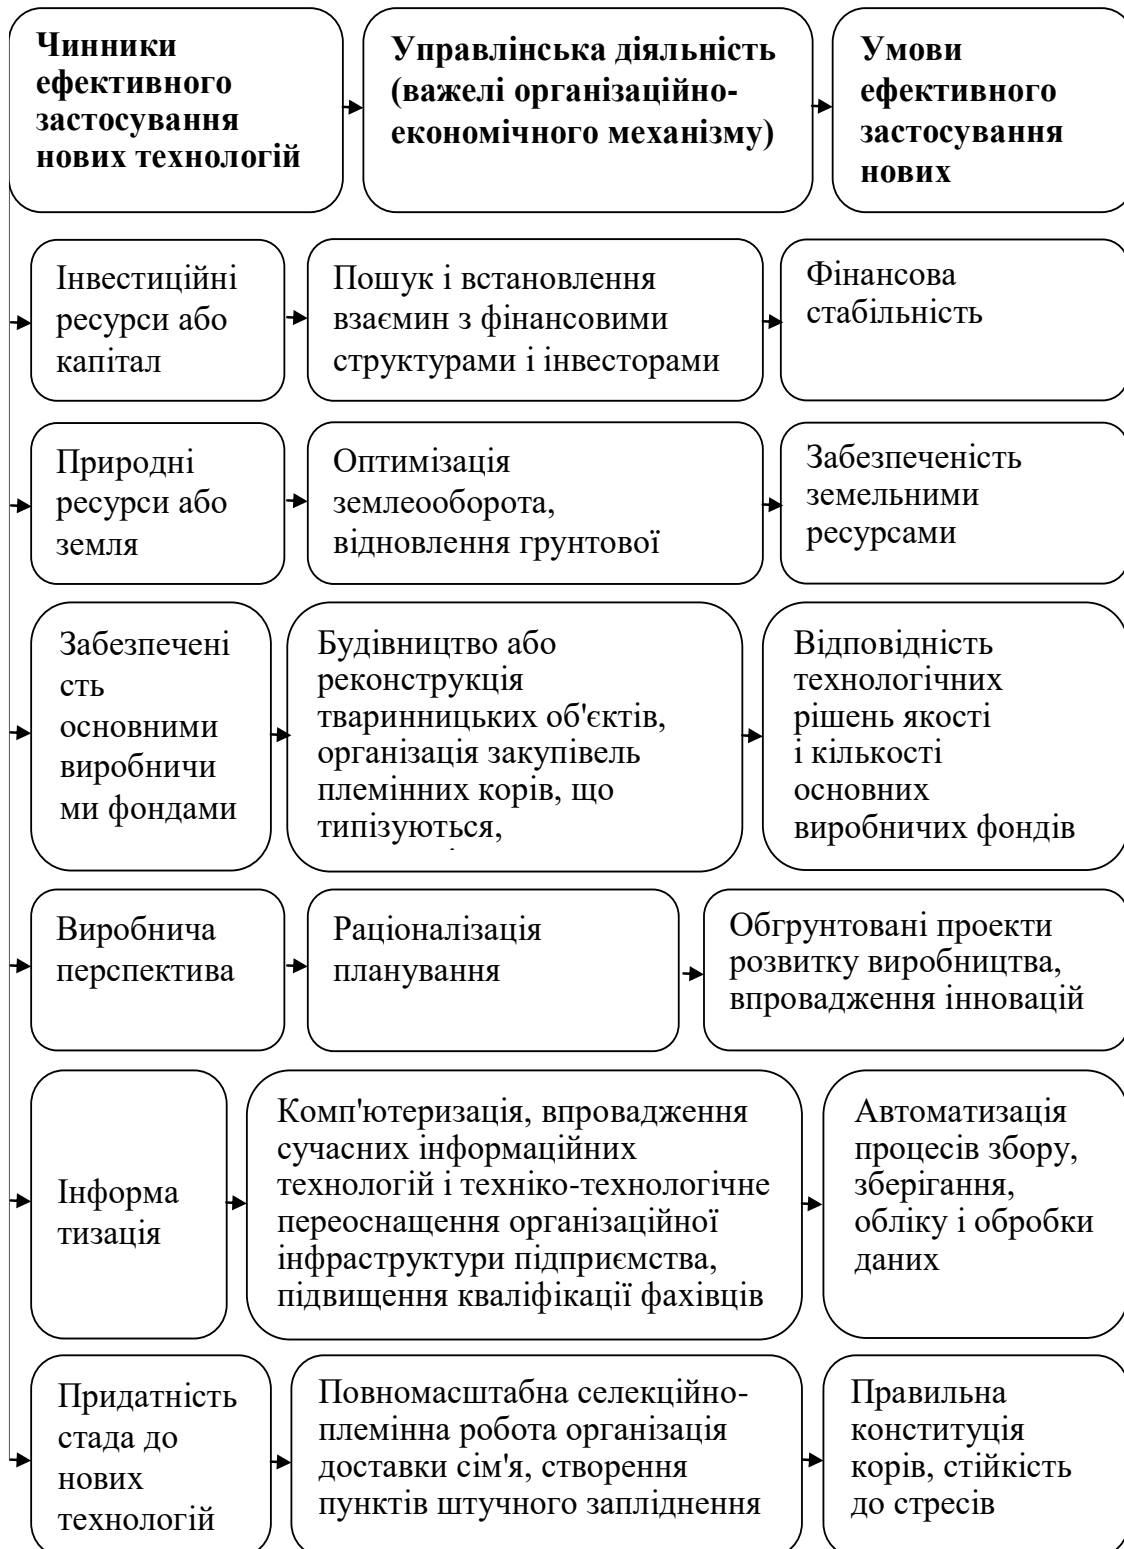 Чинники
ефективного
застосування
нових технологій
Управлінська діяльність
(важелі організаційно-
економічного механізму)
Умови
ефективного
застосування
нових
Інвестиційні
ресурси або
капітал
Пошук і встановлення
взаємин з фінансовими
структурами і інвесторами
Фінансова
стабільність
Природні
ресурси або
земля
Оптимізація
землеооборота,
відновлення грунтової
Забезпеченість
земельними
ресурсами
Забезпечені
сть
основними
виробничи
ми фондами
Будівництво або
реконструкція
тваринницьких об'єктів,
організація закупівель
племінних корів, що
типізуються,
Відповідність
технологічних
рішень якості
і кількості
основних
виробничих фондів
Виробнича
перспектива
Раціоналізація
планування
Обгрунтовані проекти
розвитку виробництва,
впровадження інновацій
Інформа
тизація
Комп'ютеризація, впровадження
сучасних інформаційних
технологій і техніко-технологічне
переоснащення організаційної
інфраструктури підприємства,
підвищення кваліфікації фахівців
Автоматизація
процесів збору,
зберігання,
обліку і обробки
даних
Придатність
стада до
нових
технологій
Повномасштабна селекційно-
племінна робота організація
доставки сім'я, створення
пунктів штучного запліднення
Правильна
конституція
корів, стійкість
до стресів